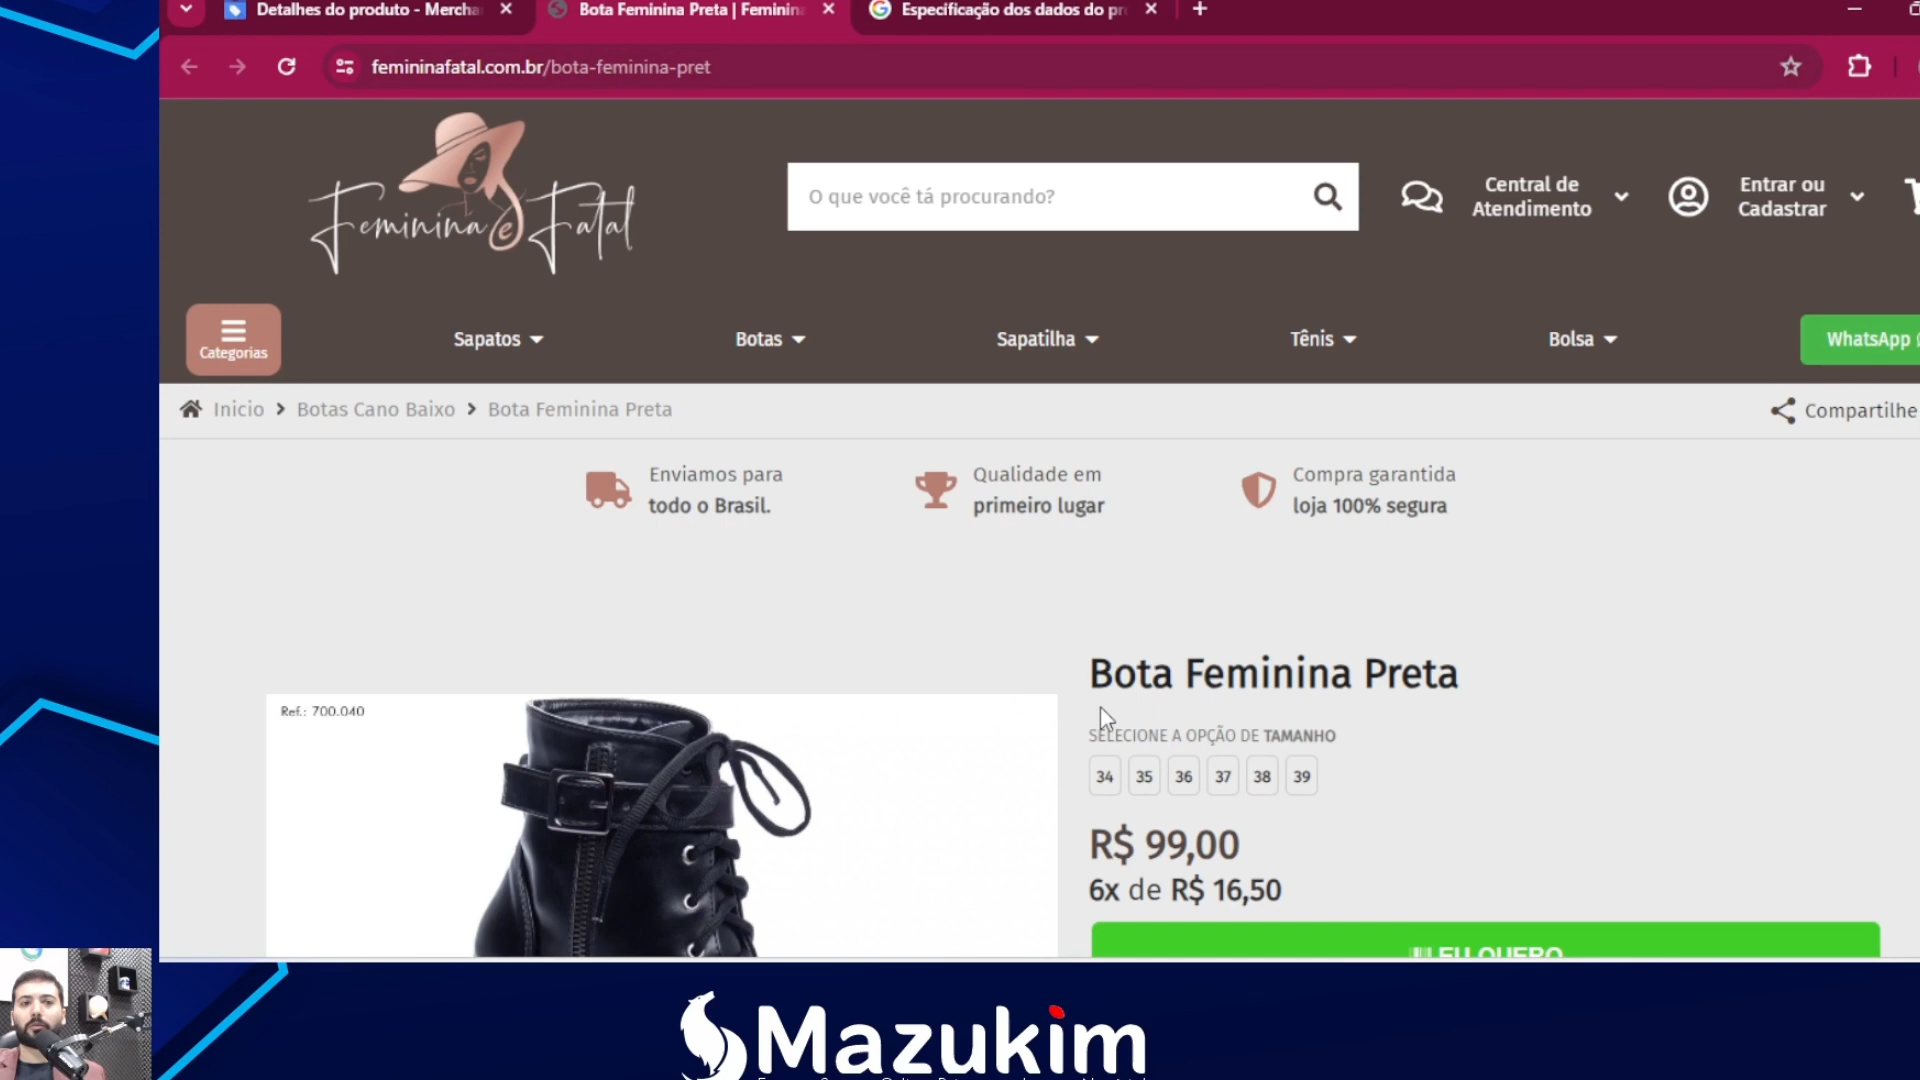 Detalhes do produto - Mercha
Bota Feminina Preta | Feminin
Especificação dos dados do pr
femininafatal.com.br/bota-feminina-pret
Feminina e Fatal
O que você tá procurando?
Central de
Atendimento
Entrar ou
Cadastrar
Categorias
Sapatos
Botas
Sapatilha
Tênis
Bolsa
WhatsApp
Inicio > Botas Cano Baixo > Bota Feminina Preta
Compartilhe
Enviamos para
todo o Brasil.
Qualidade em
primeiro lugar
Compra garantida
loja 100% segura
Bota Feminina Preta
Ref.: 700.040
SELECIONE A OPÇÃO DE TAMANHO
34 35 36 37 38 39
R$ 99,00
6x de R$ 16,50
EU QUERO
Mazukim